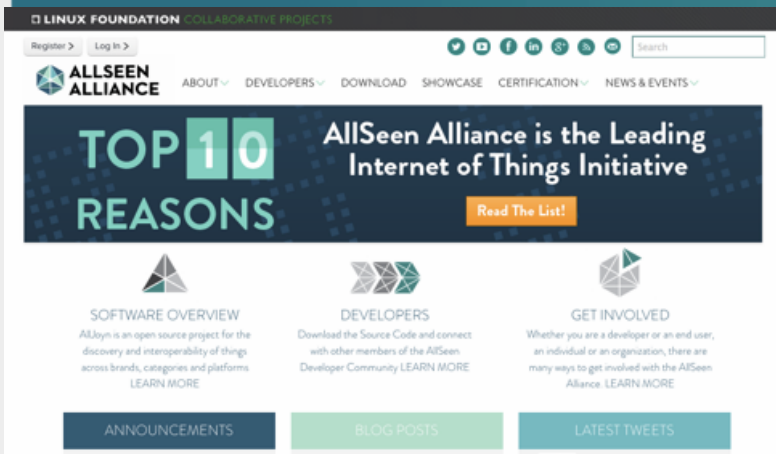 THE LINUX FOUNDATION COLLABORATIVE PROJECTS
Register > Log In >
Search
ALLSEEN
ALLIANCE
ABOUT DEVELOPERS DOWNLOAD SHOWCASE CERTIFICATION NEWS & EVENTS
TOP 10
REASONS
AllSeen Alliance is the Leading
Internet of Things Initiative
Read The List!
SOFTWARE OVERVIEW
AllJoyn is an open source project for the
discovery and interoperability of things
across brands, categories and platforms
LEARN MORE
DEVELOPERS
Download the Source Code and connect
with other members of the AllSeen
Developer Community LEARN MORE
GET INVOLVED
Whether you are a developer or an end user,
an individual or an organization, there are
many ways to get involved with the AllSeen
Alliance. LEARN MORE
ANNOUNCEMENTS
BLOG POSTS
LATEST TWEETS